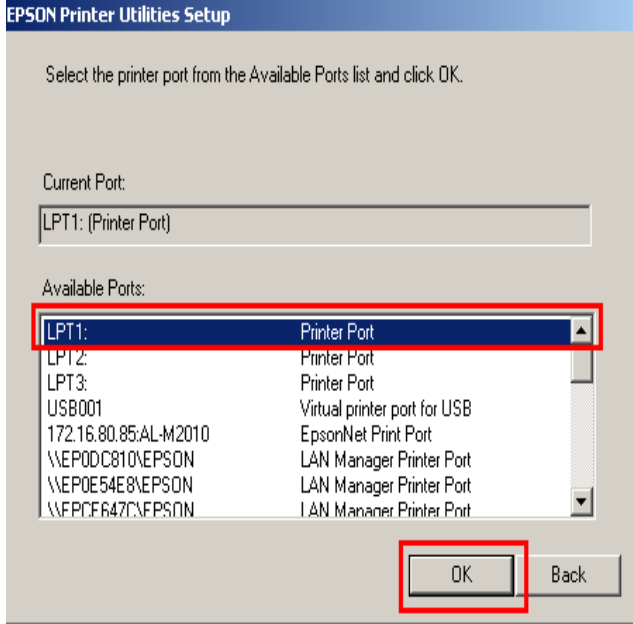 EPSON Printer Utilities Setup
Select the printer port from the Available Ports list and click OK.
Current Port:
LPT1: (Printer Port)
Available Ports:
LPT1: Printer Port
LPT2: Printer Port
LPT3: Printer Port
USB001 Virtual printer port for USB
172.16.80.85:AL-M2010 EpsonNet Print Port
\\EP0DC810\EPSON LAN Manager Printer Port
\\EP0E54E8\EPSON LAN Manager Printer Port
\\EPCE647C\EPSON LAN Manager Printer Port
OK Back